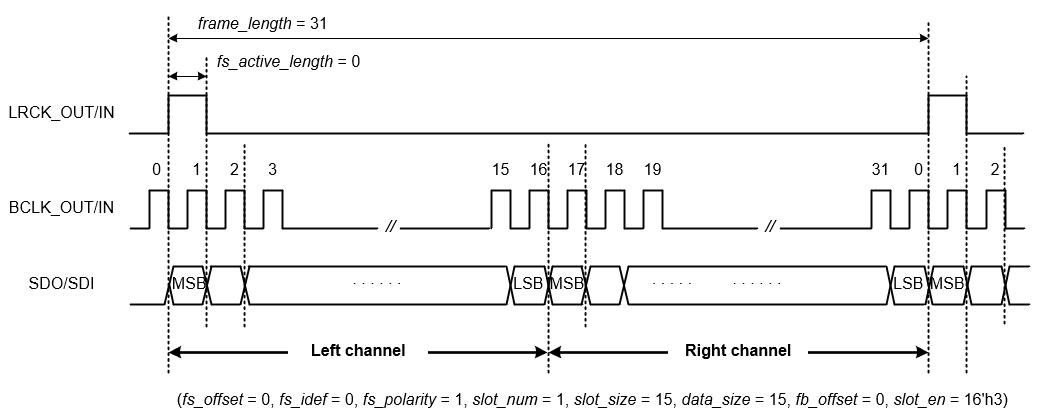 frame_length = 31
fs_active_length = 0
LRCK_OUT/IN
0 1 2 3 15 16 17 18 19 31 0 1 2
BCLK_OUT/IN // //
SDO/SDI MSB ...... LSB MSB ..... ...... LSB MSB
Left channel Right channel
(fs_offset = 0, fs_idef = 0, fs_polarity = 1, slot_num = 1, slot_size = 15, data_size = 15, fb_offset = 0, slot_en = 16'h3)